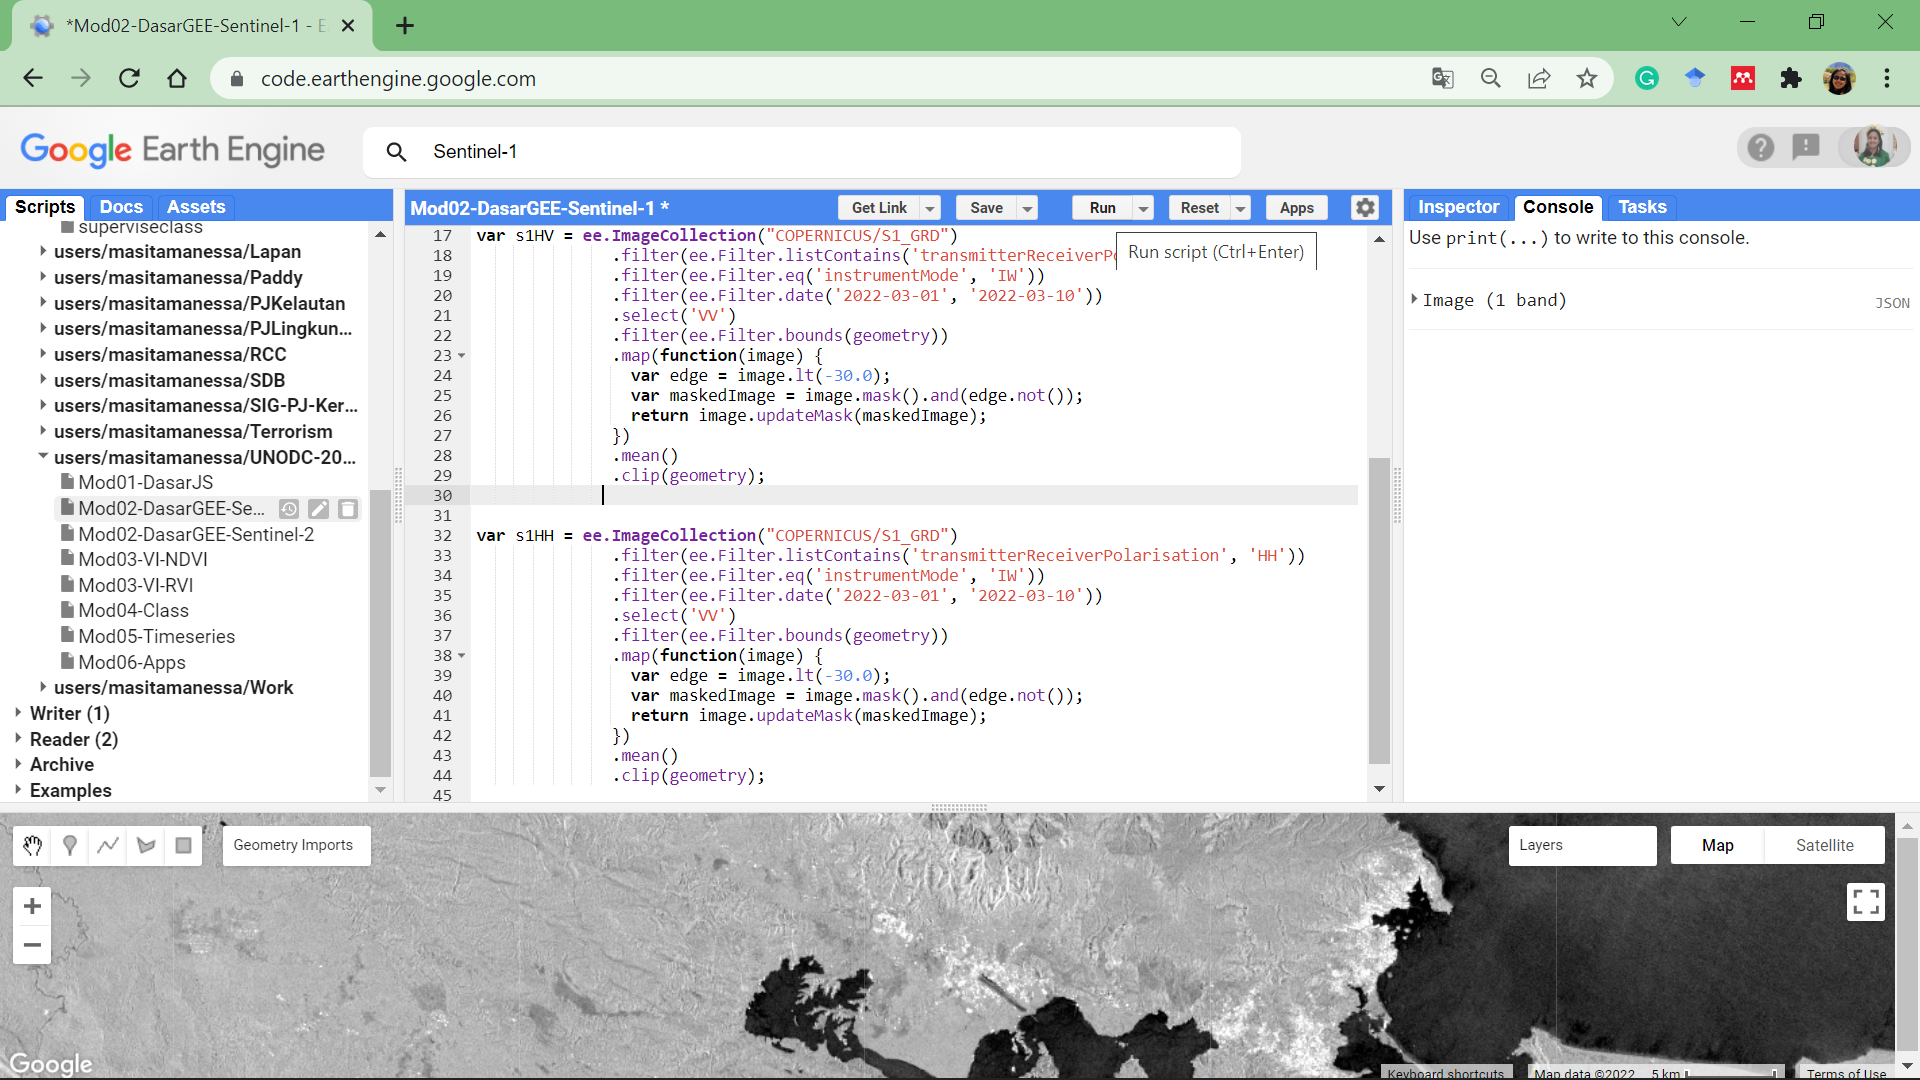 *Mod02-DasarGEE-Sentinel-1 - E
code.earthengine.google.com
Google Earth Engine
Sentinel-1
Scripts Docs Assets
superviseclass
users/masitamanessa/Lapan
users/masitamanessa/Paddy
users/masitamanessa/PJKelautan
users/masitamanessa/PJLingkun...
users/masitamanessa/RCC
users/masitamanessa/SDB
users/masitamanessa/SIG-PJ-Ker...
users/masitamanessa/Terrorism
users/masitamanessa/UNODC-20...
Mod01-DasarJS
Mod02-DasarGEE-Se...
Mod02-DasarGEE-Sentinel-2
Mod03-VI-NDVI
Mod03-VI-RVI
Mod04-Class
Mod05-Timeseries
Mod06-Apps
users/masitamanessa/Work
Writer (1)
Reader (2)
Archive
Examples
Mod02-DasarGEE-Sentinel-1 *
Get Link Save Run Reset Apps
Run script (Ctrl+Enter)
17 var s1HV = ee.ImageCollection("COPERNICUS/S1_GRD")
18 .filter(ee.Filter.listContains('transmitterReceiverPo
19 .filter(ee.Filter.eq('instrumentMode', 'IW'))
20 .filter(ee.Filter.date('2022-03-01', '2022-03-10'))
21 .select('VV')
22 .filter(ee.Filter.bounds(geometry))
23 .map(function(image) {
24 var edge = image.lt(-30.0);
25 var maskedImage = image.mask().and(edge.not());
26 return image.updateMask(maskedImage);
27 })
28 .mean()
29 .clip(geometry);
30
31
32 var s1HH = ee.ImageCollection("COPERNICUS/S1_GRD")
33 .filter(ee.Filter.listContains('transmitterReceiverPolarisation', 'HH'))
34 .filter(ee.Filter.eq('instrumentMode', 'IW'))
35 .filter(ee.Filter.date('2022-03-01', '2022-03-10'))
36 .select('VV')
37 .filter(ee.Filter.bounds(geometry))
38 .map(function(image) {
39 var edge = image.lt(-30.0);
40 var maskedImage = image.mask().and(edge.not());
41 return image.updateMask(maskedImage);
42 })
43 .mean()
44 .clip(geometry);
45
Inspector Console Tasks
Use print(...) to write to this console.
Image (1 band) JSON
Geometry Imports
Layers
Map Satellite
Google
Keyboard shortcuts Map data ©2022 5 km Terms of Use